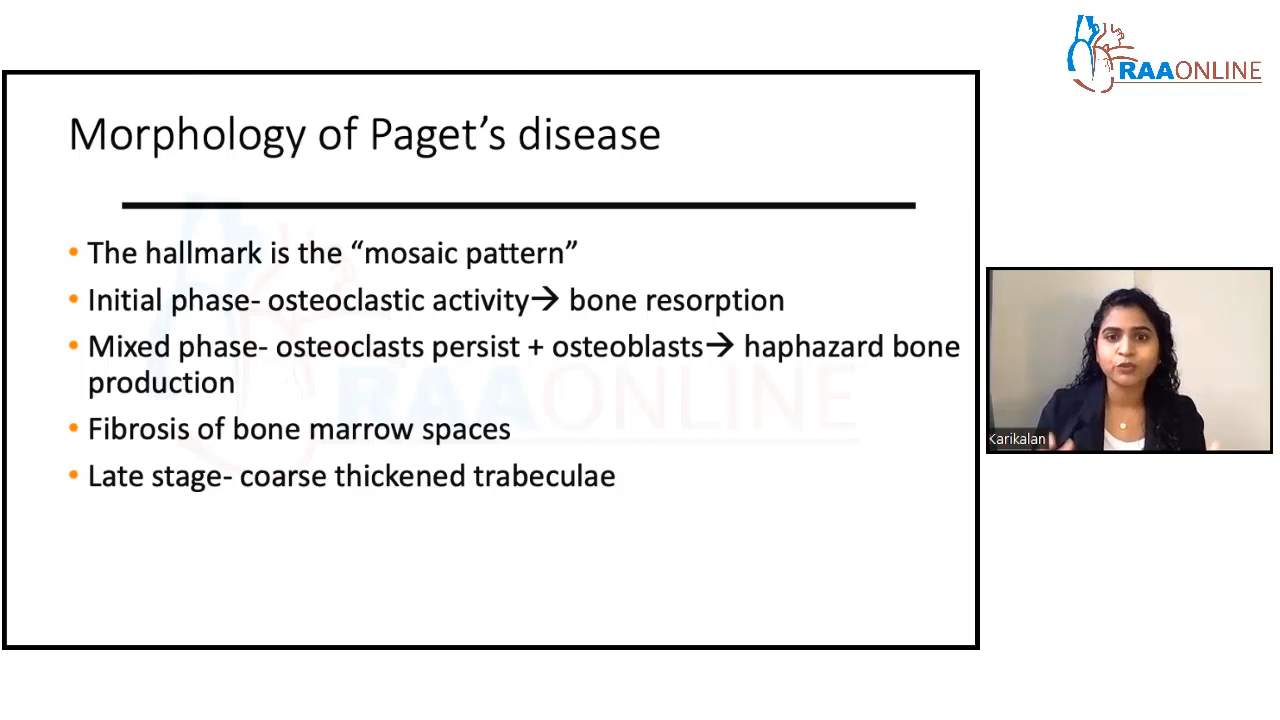 RAAONLINE
Morphology of Paget’s disease
• The hallmark is the “mosaic pattern”
• Initial phase- osteoclastic activity→ bone resorption
• Mixed phase- osteoclasts persist + osteoblasts→ haphazard bone
production
• Fibrosis of bone marrow spaces
• Late stage- coarse thickened trabeculae
RAAONLINE
Karikalan